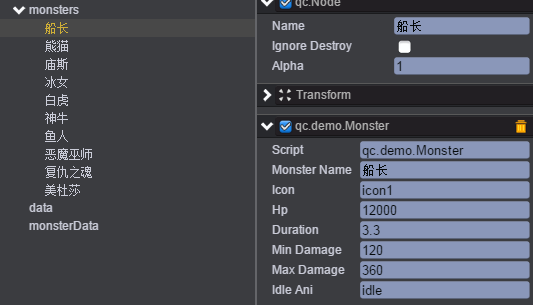 monsters
船长
熊猫
庙斯
冰女
白虎
神牛
鱼人
恶魔巫师
复仇之魂
美杜莎
data
monsterData
qc.Node
Name 船长
Ignore Destroy
Alpha 1
Transform
qc.demo.Monster
Script qc.demo.Monster
Monster Name 船长
Icon icon1
Hp 12000
Duration 3.3
Min Damage 120
Max Damage 360
Idle Ani idle